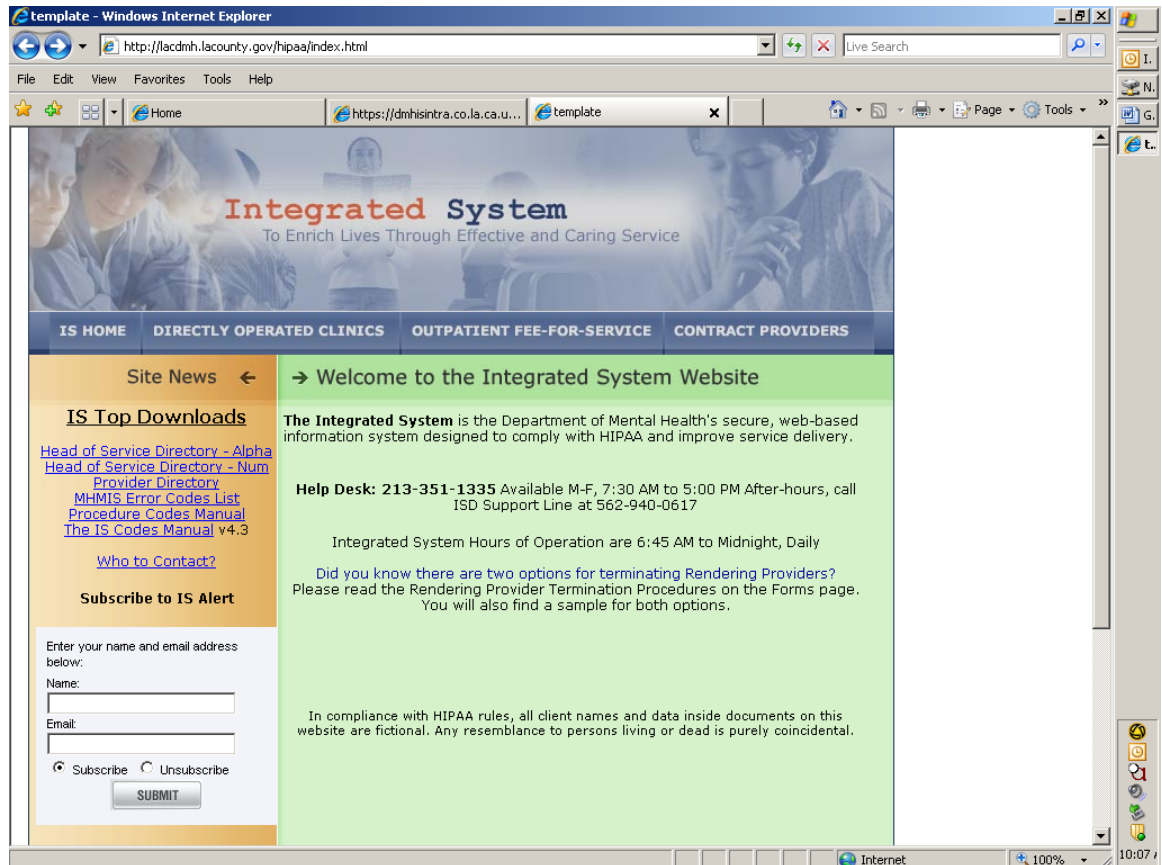 template - Windows Internet Explorer
http://lacdmh.lacounty.gov/hipaa/index.html
Live Search
File Edit View Favorites Tools Help
Home
https://dmhisintra.co.la.ca.u...
template
Page
Tools
I.
N.
G.
t..
Integrated System
To Enrich Lives Through Effective and Caring Service
IS HOME DIRECTLY OPERATED CLINICS OUTPATIENT FEE-FOR-SERVICE CONTRACT PROVIDERS
Site News
IS Top Downloads
Head of Service Directory - Alpha
Head of Service Directory - Num
Provider Directory
MHMIS Error Codes List
Procedure Codes Manual
The IS Codes Manual v4.3
Who to Contact?
Subscribe to IS Alert
Enter your name and email address
below:
Name:
Email:
Subscribe Unsubscribe
SUBMIT
Welcome to the Integrated System Website
The Integrated System is the Department of Mental Health's secure, web-based
information system designed to comply with HIPAA and improve service delivery.
Help Desk: 213-351-1335 Available M-F, 7:30 AM to 5:00 PM After-hours, call
ISD Support Line at 562-940-0617
Integrated System Hours of Operation are 6:45 AM to Midnight, Daily
Did you know there are two options for terminating Rendering Providers?
Please read the Rendering Provider Termination Procedures on the Forms page.
You will also find a sample for both options.
In compliance with HIPAA rules, all client names and data inside documents on this
website are fictional. Any resemblance to persons living or dead is purely coincidental.
Internet
100%
10:07